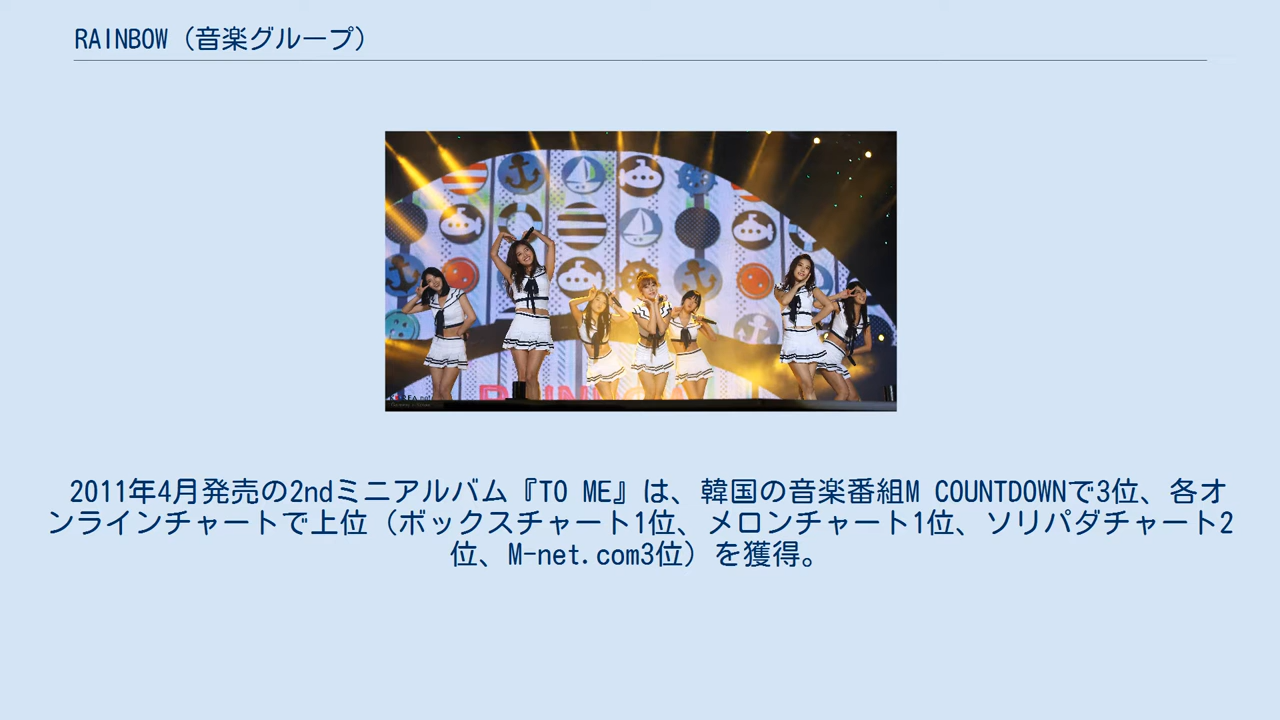 RAINBOW（音楽グループ）
2011年4月発売の2ndミニアルバム『TO ME』は、韓国の音楽番組M COUNTDOWNで3位、各オ
ンラインチャートで上位（ボックスチャート1位、メロンチャート1位、ソリパダチャート2
位、M-net.com3位）を獲得。